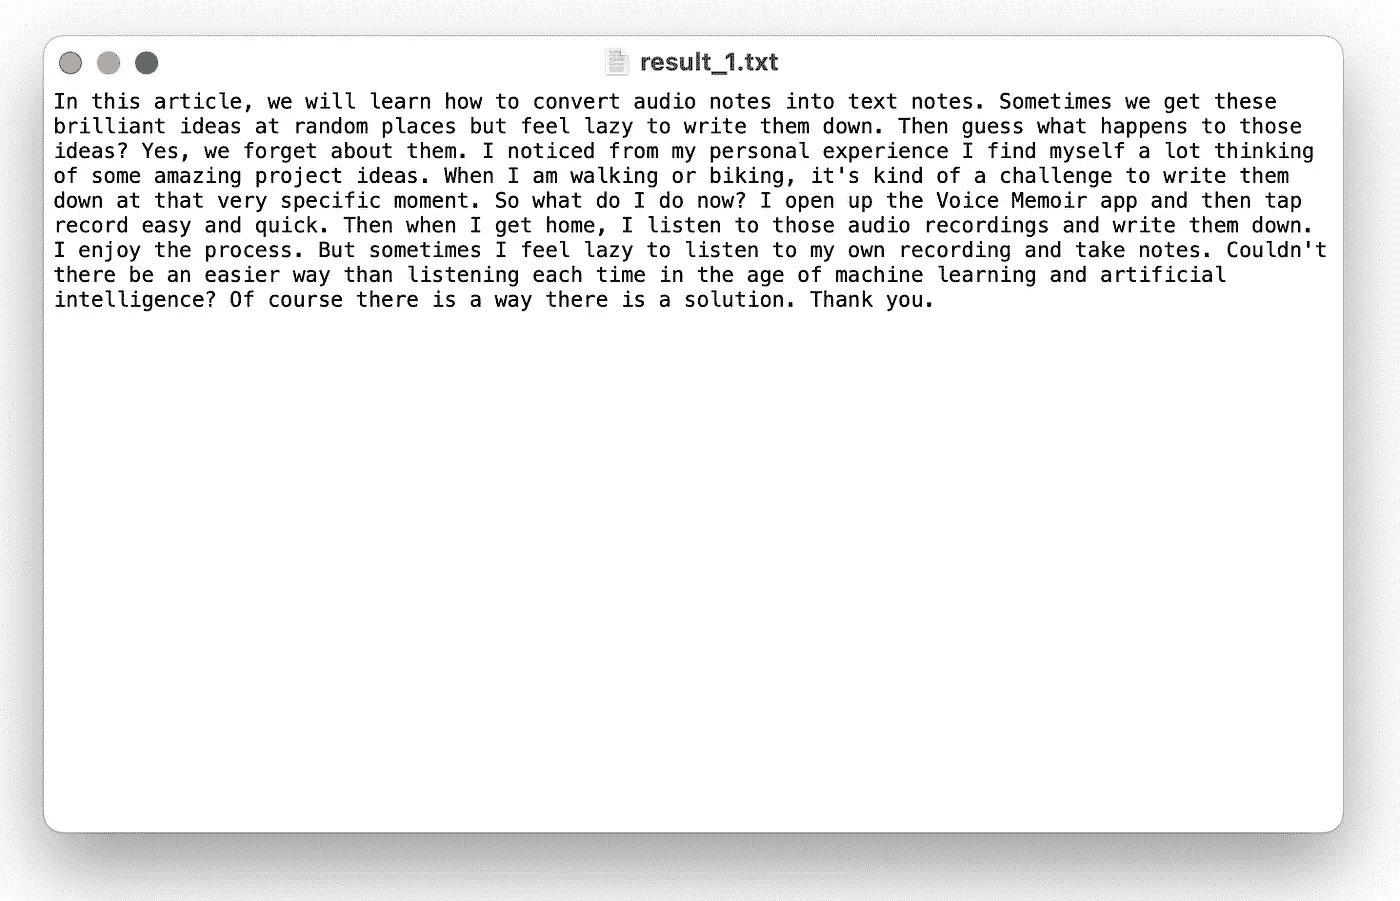 result_1.txt
In this article, we will learn how to convert audio notes into text notes. Sometimes we get these
brilliant ideas at random places but feel lazy to write them down. Then guess what happens to those
ideas? Yes, we forget about them. I noticed from my personal experience I find myself a lot thinking
of some amazing project ideas. When I am walking or biking, it's kind of a challenge to write them
down at that very specific moment. So what do I do now? I open up the Voice Memoir app and then tap
record easy and quick. Then when I get home, I listen to those audio recordings and write them down.
I enjoy the process. But sometimes I feel lazy to listen to my own recording and take notes. Couldn't
there be an easier way than listening each time in the age of machine learning and artificial
intelligence? Of course there is a way there is a solution. Thank you.